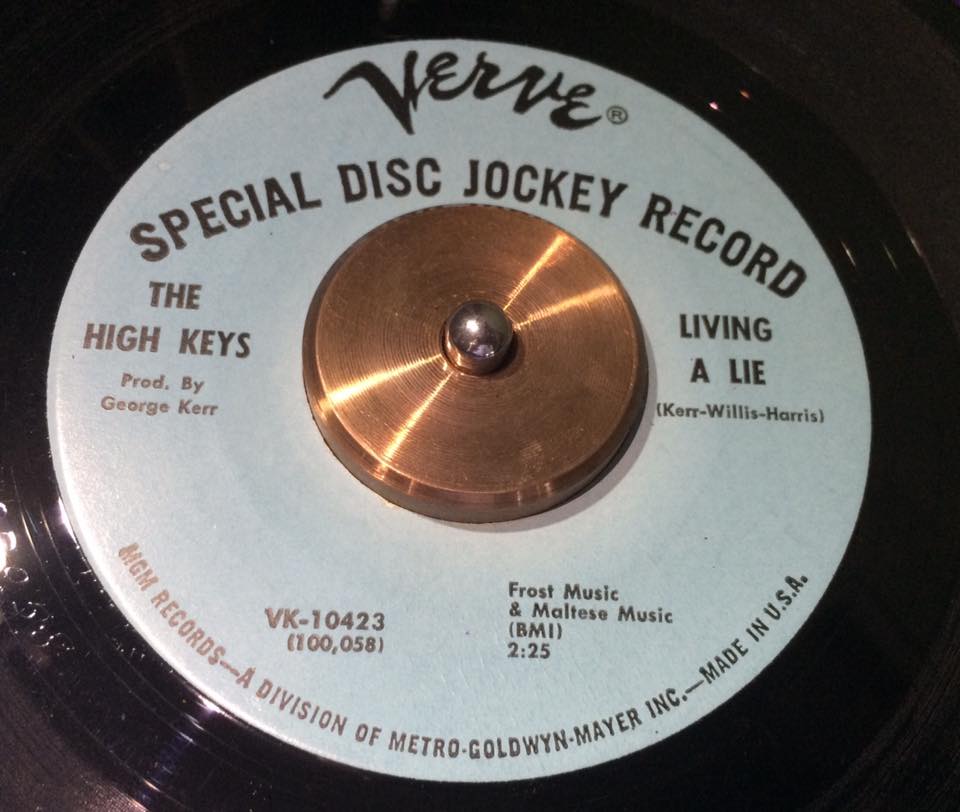 Verve®
SPECIAL DISC JOCKEY RECORD
THE
HIGH KEYS
Prod. By
George Kerr
LIVING
A LIE
(Kerr-Willis-Harris)
VK-10423
(100,058)
Frost Music
& Maltese Music
(BMI)
2:25
MGM RECORDS—A DIVISION OF METRO-GOLDWYN-MAYER INC.—MADE IN U.S.A.